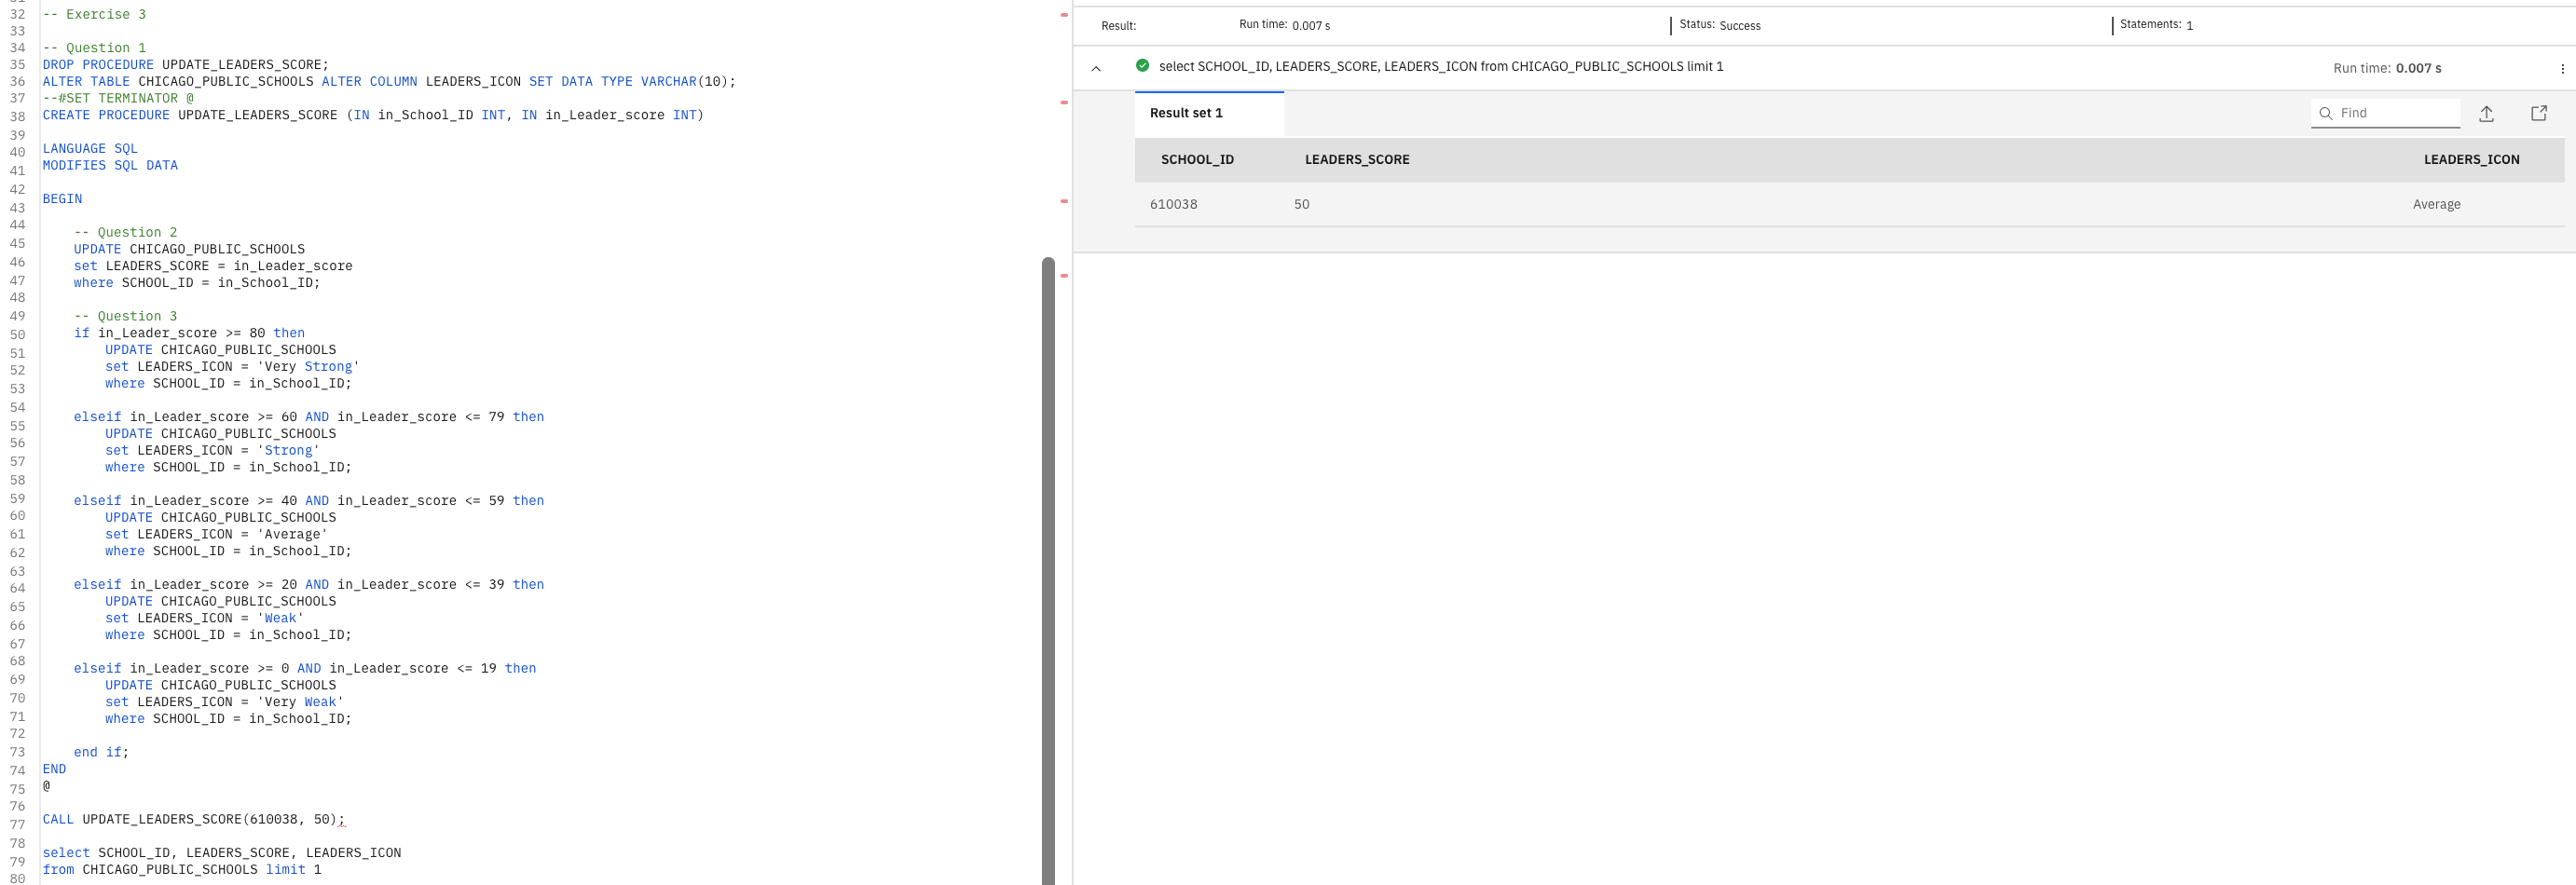 31
32 -- Exercise 3
33
34 -- Question 1
35 DROP PROCEDURE UPDATE_LEADERS_SCORE;
36 ALTER TABLE CHICAGO_PUBLIC_SCHOOLS ALTER COLUMN LEADERS_ICON SET DATA TYPE VARCHAR(10);
37 --#SET TERMINATOR @
38 CREATE PROCEDURE UPDATE_LEADERS_SCORE (IN in_School_ID INT, IN in_Leader_score INT)
39
40 LANGUAGE SQL
41 MODIFIES SQL DATA
42
43 BEGIN
44
45 -- Question 2
UPDATE CHICAGO_PUBLIC_SCHOOLS
46 set LEADERS_SCORE = in_Leader_score
47 where SCHOOL_ID = in_School_ID;
48
49 -- Question 3
50 if in_Leader_score >= 80 then
51 UPDATE CHICAGO_PUBLIC_SCHOOLS
52 set LEADERS_ICON = 'Very Strong'
53 where SCHOOL_ID = in_School_ID;
54
55 elseif in_Leader_score >= 60 AND in_Leader_score <= 79 then
UPDATE CHICAGO_PUBLIC_SCHOOLS
56 set LEADERS_ICON = 'Strong'
57 where SCHOOL_ID = in_School_ID;
58
59 elseif in_Leader_score >= 40 AND in_Leader_score <= 59 then
60 UPDATE CHICAGO_PUBLIC_SCHOOLS
61 set LEADERS_ICON = 'Average'
62 where SCHOOL_ID = in_School_ID;
63
64 elseif in_Leader_score >= 20 AND in_Leader_score <= 39 then
65 UPDATE CHICAGO_PUBLIC_SCHOOLS
66 set LEADERS_ICON = 'Weak'
67 where SCHOOL_ID = in_School_ID;
68
69 elseif in_Leader_score >= 0 AND in_Leader_score <= 19 then
UPDATE CHICAGO_PUBLIC_SCHOOLS
70 set LEADERS_ICON = 'Very Weak'
71 where SCHOOL_ID = in_School_ID;
72
73 end if;
74 END
75 @
76
77 CALL UPDATE_LEADERS_SCORE(610038, 50);
78
79 select SCHOOL_ID, LEADERS_SCORE, LEADERS_ICON
80 from CHICAGO_PUBLIC_SCHOOLS limit 1
Result: Run time: 0.007 s Status: Success Statements: 1
select SCHOOL_ID, LEADERS_SCORE, LEADERS_ICON from CHICAGO_PUBLIC_SCHOOLS limit 1 Run time: 0.007 s
Result set 1 Find
SCHOOL_ID LEADERS_SCORE LEADERS_ICON
610038 50 Average